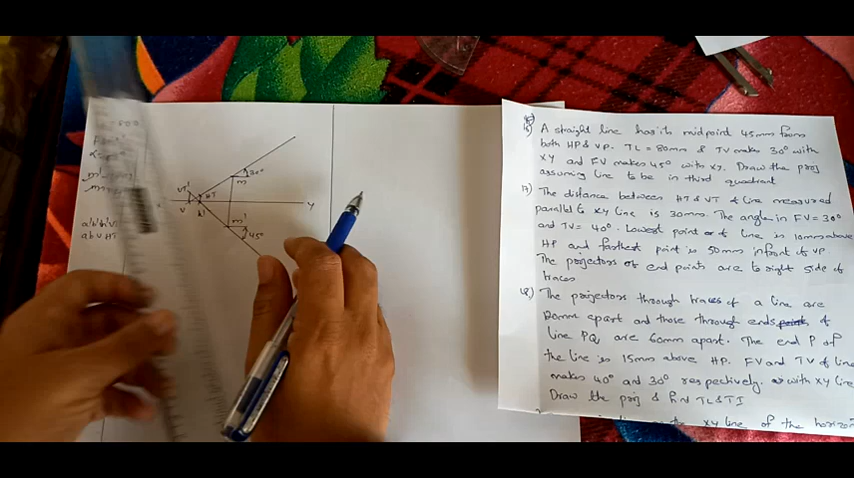 30°
m
VT'
HT
v
h'
y
m'
45°
a'b'h'v'
a b v HT
16) A straight line has its midpoint 45mm from
both HP & VP. TL = 80mm & TV makes 30° with
XY and FV makes 45° with XY. Draw the proj
assuming line to be in third quadrant
17) The distance between HT & VT of line measured
parallel to XY line is 30mm. The angle in FV = 30°
and TV = 40°. Lowest point of line is 10mm above
HP and farthest point is 50mm infront of VP.
The projectors of end points are to right side of
traces
18) The projectors through traces of a line are
apart and those through ends of
line PQ are 60mm apart. The end P of
the line is 15mm above HP. FV and TV of line
makes 40° and 30° respectively. with XY line
Draw the proj & find TL & TI
the xy line of the